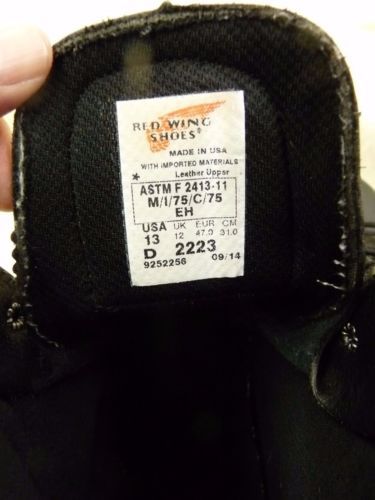 RED WING
SHOES®
MADE IN USA
WITH IMPORTED MATERIALS
* Leather Upper
ASTM F 2413-11
M/I/75/C/75
EH
USA UK EUR CM
13 12 47.0 31.0
D 2223
9252256 09/14